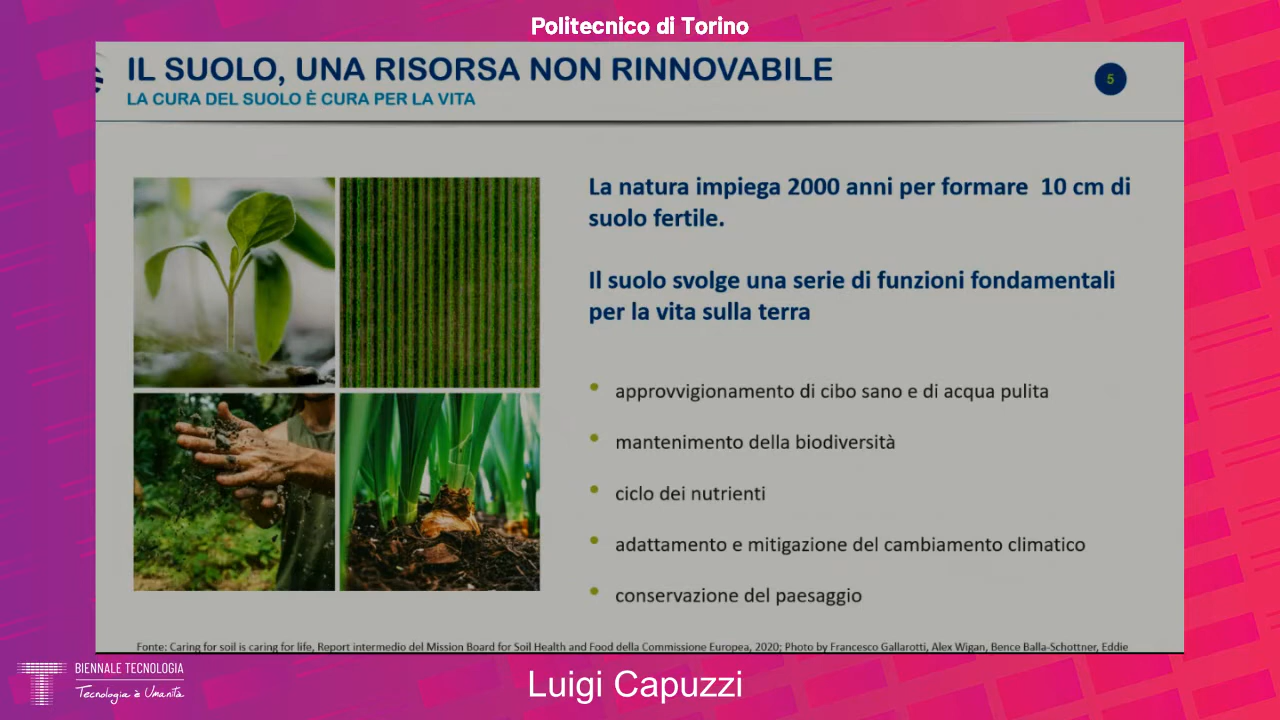 Politecnico di Torino
IL SUOLO, UNA RISORSA NON RINNOVABILE
5
LA CURA DEL SUOLO È CURA PER LA VITA
La natura impiega 2000 anni per formare 10 cm di
suolo fertile.
Il suolo svolge una serie di funzioni fondamentali
per la vita sulla terra
• approvvigionamento di cibo sano e di acqua pulita
• mantenimento della biodiversità
• ciclo dei nutrienti
• adattamento e mitigazione del cambiamento climatico
• conservazione del paesaggio
Fonte: Caring for soil is caring for life, Report intermedio del Mission Board for Soil Health and Food della Commissione Europea, 2020; Photo by Francesco Gallarotti, Alex Wigan, Bence Balla-Schottner, Eddie
BIENNALE TECNOLOGIA
Tecnologia è Umanità
Luigi Capuzzi